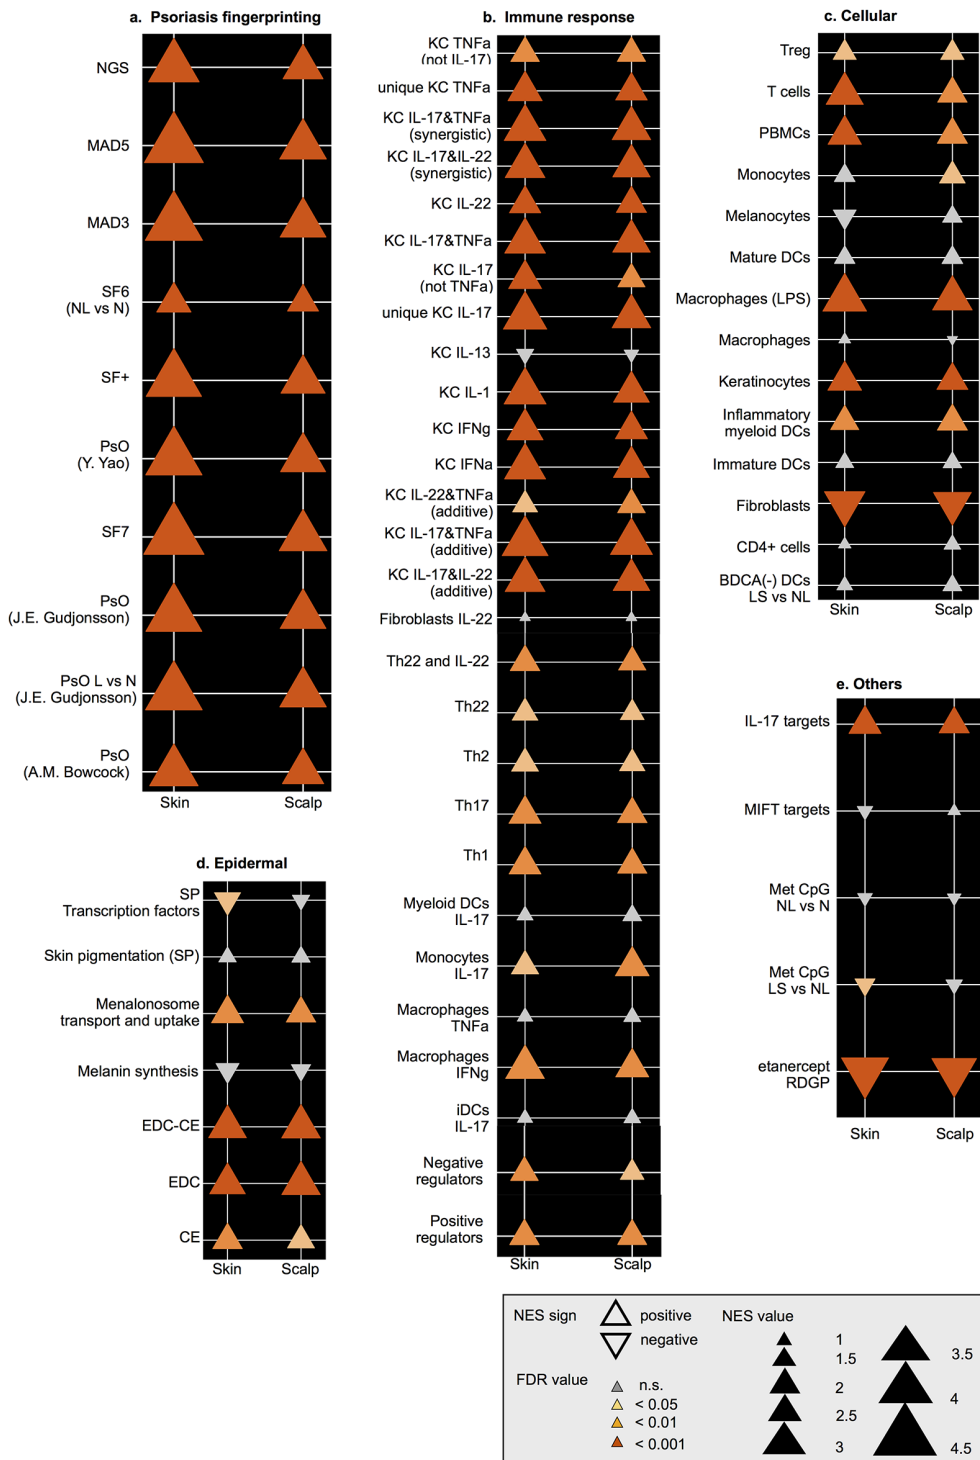 a. Psoriasis fingerprinting
NGS
MAD5
MAD3
SF6
(NL vs N)
SF+
PsO
(Y. Yao)
SF7
PsO
(J.E. Gudjonsson)
PsO L vs N
(J.E. Gudjonsson)
PsO
(A.M. Bowcock)
Skin
Scalp
b. Immune response
KC TNFa
(not IL-17)
unique KC TNFa
KC IL-17&TNFa
(synergistic)
KC IL-17&IL-22
(synergistic)
KC IL-22
KC IL-17&TNFa
KC IL-17
(not TNFa)
unique KC IL-17
KC IL-13
KC IL-1
KC IFNg
KC IFNa
KC IL-22&TNFa
(additive)
KC IL-17&TNFa
(additive)
KC IL-17&IL-22
(additive)
Fibroblasts IL-22
Th22 and IL-22
Th22
Th2
Th17
Th1
Myeloid DCs
IL-17
Monocytes
IL-17
Macrophages
TNFa
Macrophages
IFNg
iDCs
IL-17
Negative
regulators
Positive
regulators
Skin
Scalp
c. Cellular
Treg
T cells
PBMCs
Monocytes
Melanocytes
Mature DCs
Macrophages (LPS)
Macrophages
Keratinocytes
Inflammatory
myeloid DCs
Immature DCs
Fibroblasts
CD4+ cells
BDCA(-) DCs
LS vs NL
Skin
Scalp
d. Epidermal
SP
Transcription factors
Skin pigmentation (SP)
Menalonosome
transport and uptake
Melanin synthesis
EDC-CE
EDC
CE
Skin
Scalp
e. Others
IL-17 targets
MIFT targets
Met CpG
NL vs N
Met CpG
LS vs NL
etanercept
RDGP
Skin
Scalp
NES sign
positive
negative
FDR value
n.s.
< 0.05
< 0.01
< 0.001
NES value
1
1.5
2
2.5
3
3.5
4
4.5